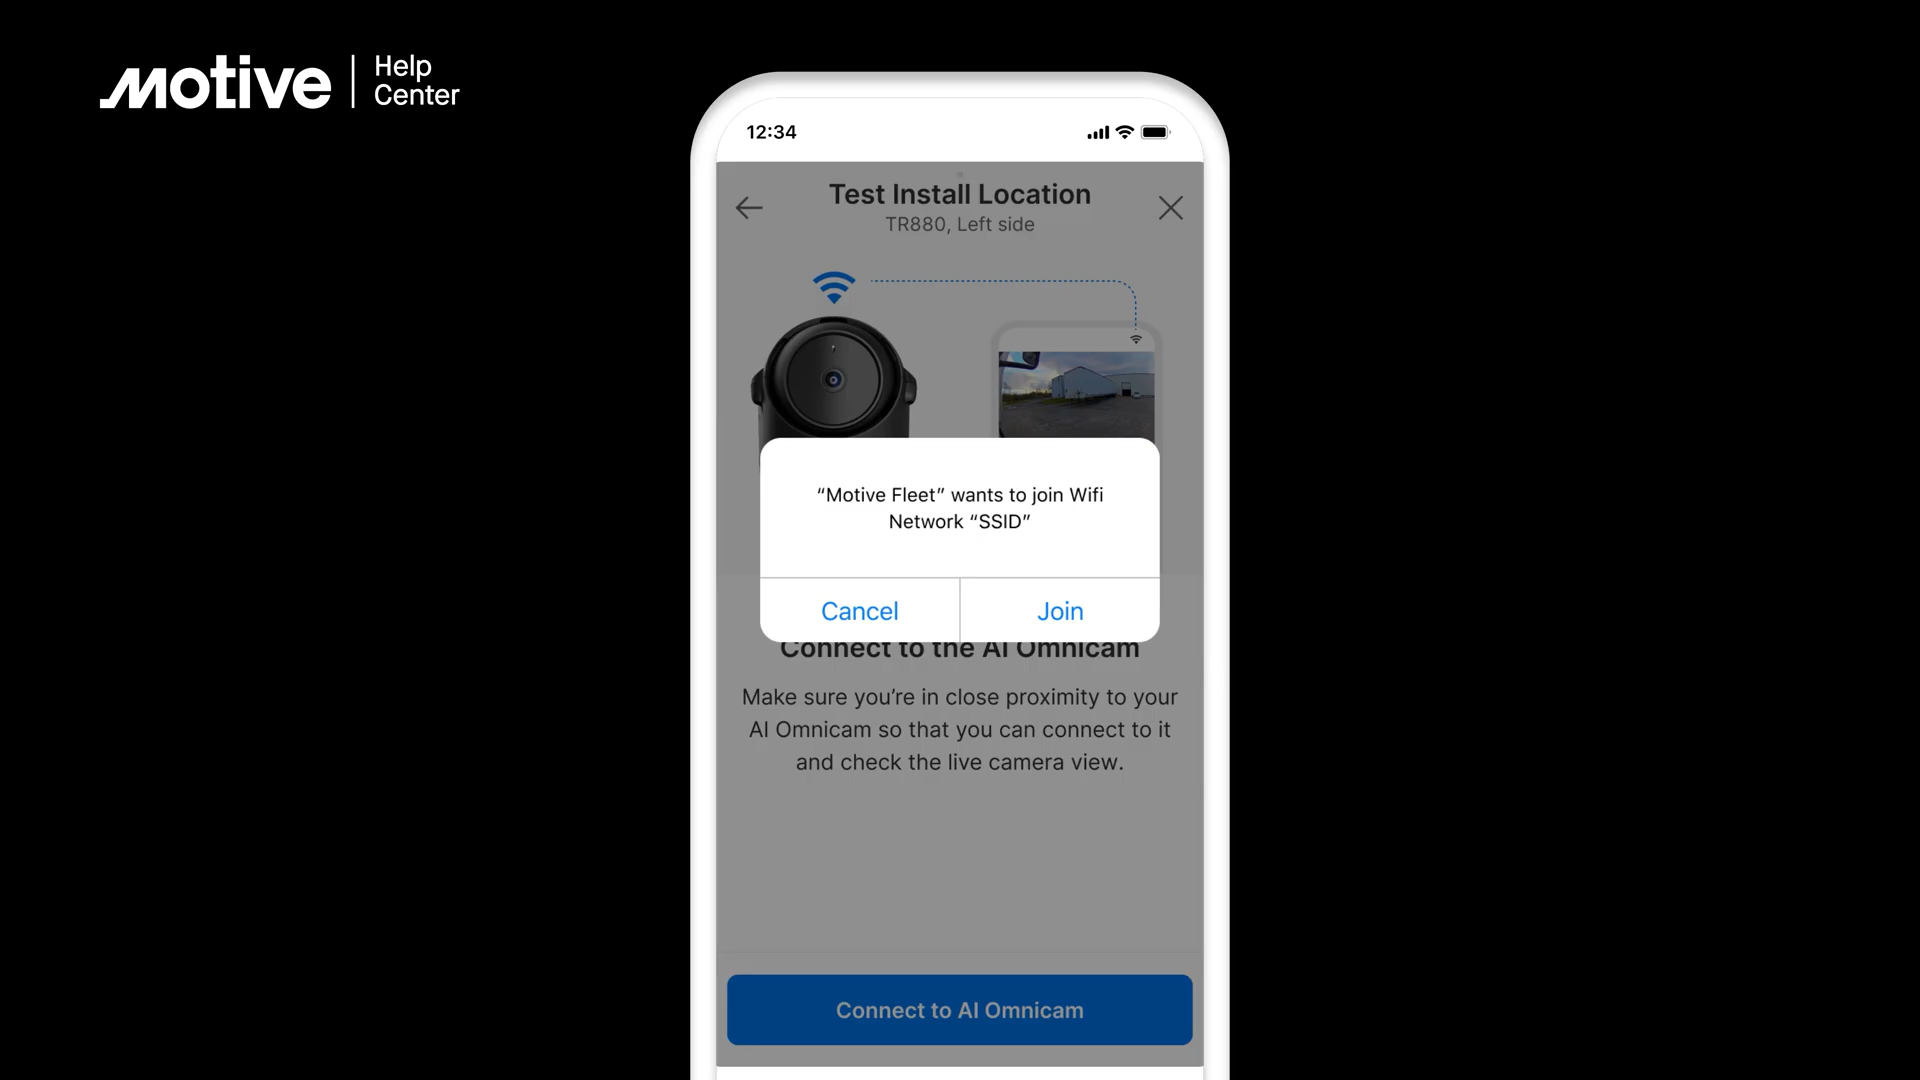 Motive
Help
Center
12:34
Test Install Location
TR880, Left side
“Motive Fleet” wants to join Wifi
Network “SSID”
Cancel
Join
Connect to the AI Omnicam
Make sure you’re in close proximity to your
AI Omnicam so that you can connect to it
and check the live camera view.
Connect to AI Omnicam